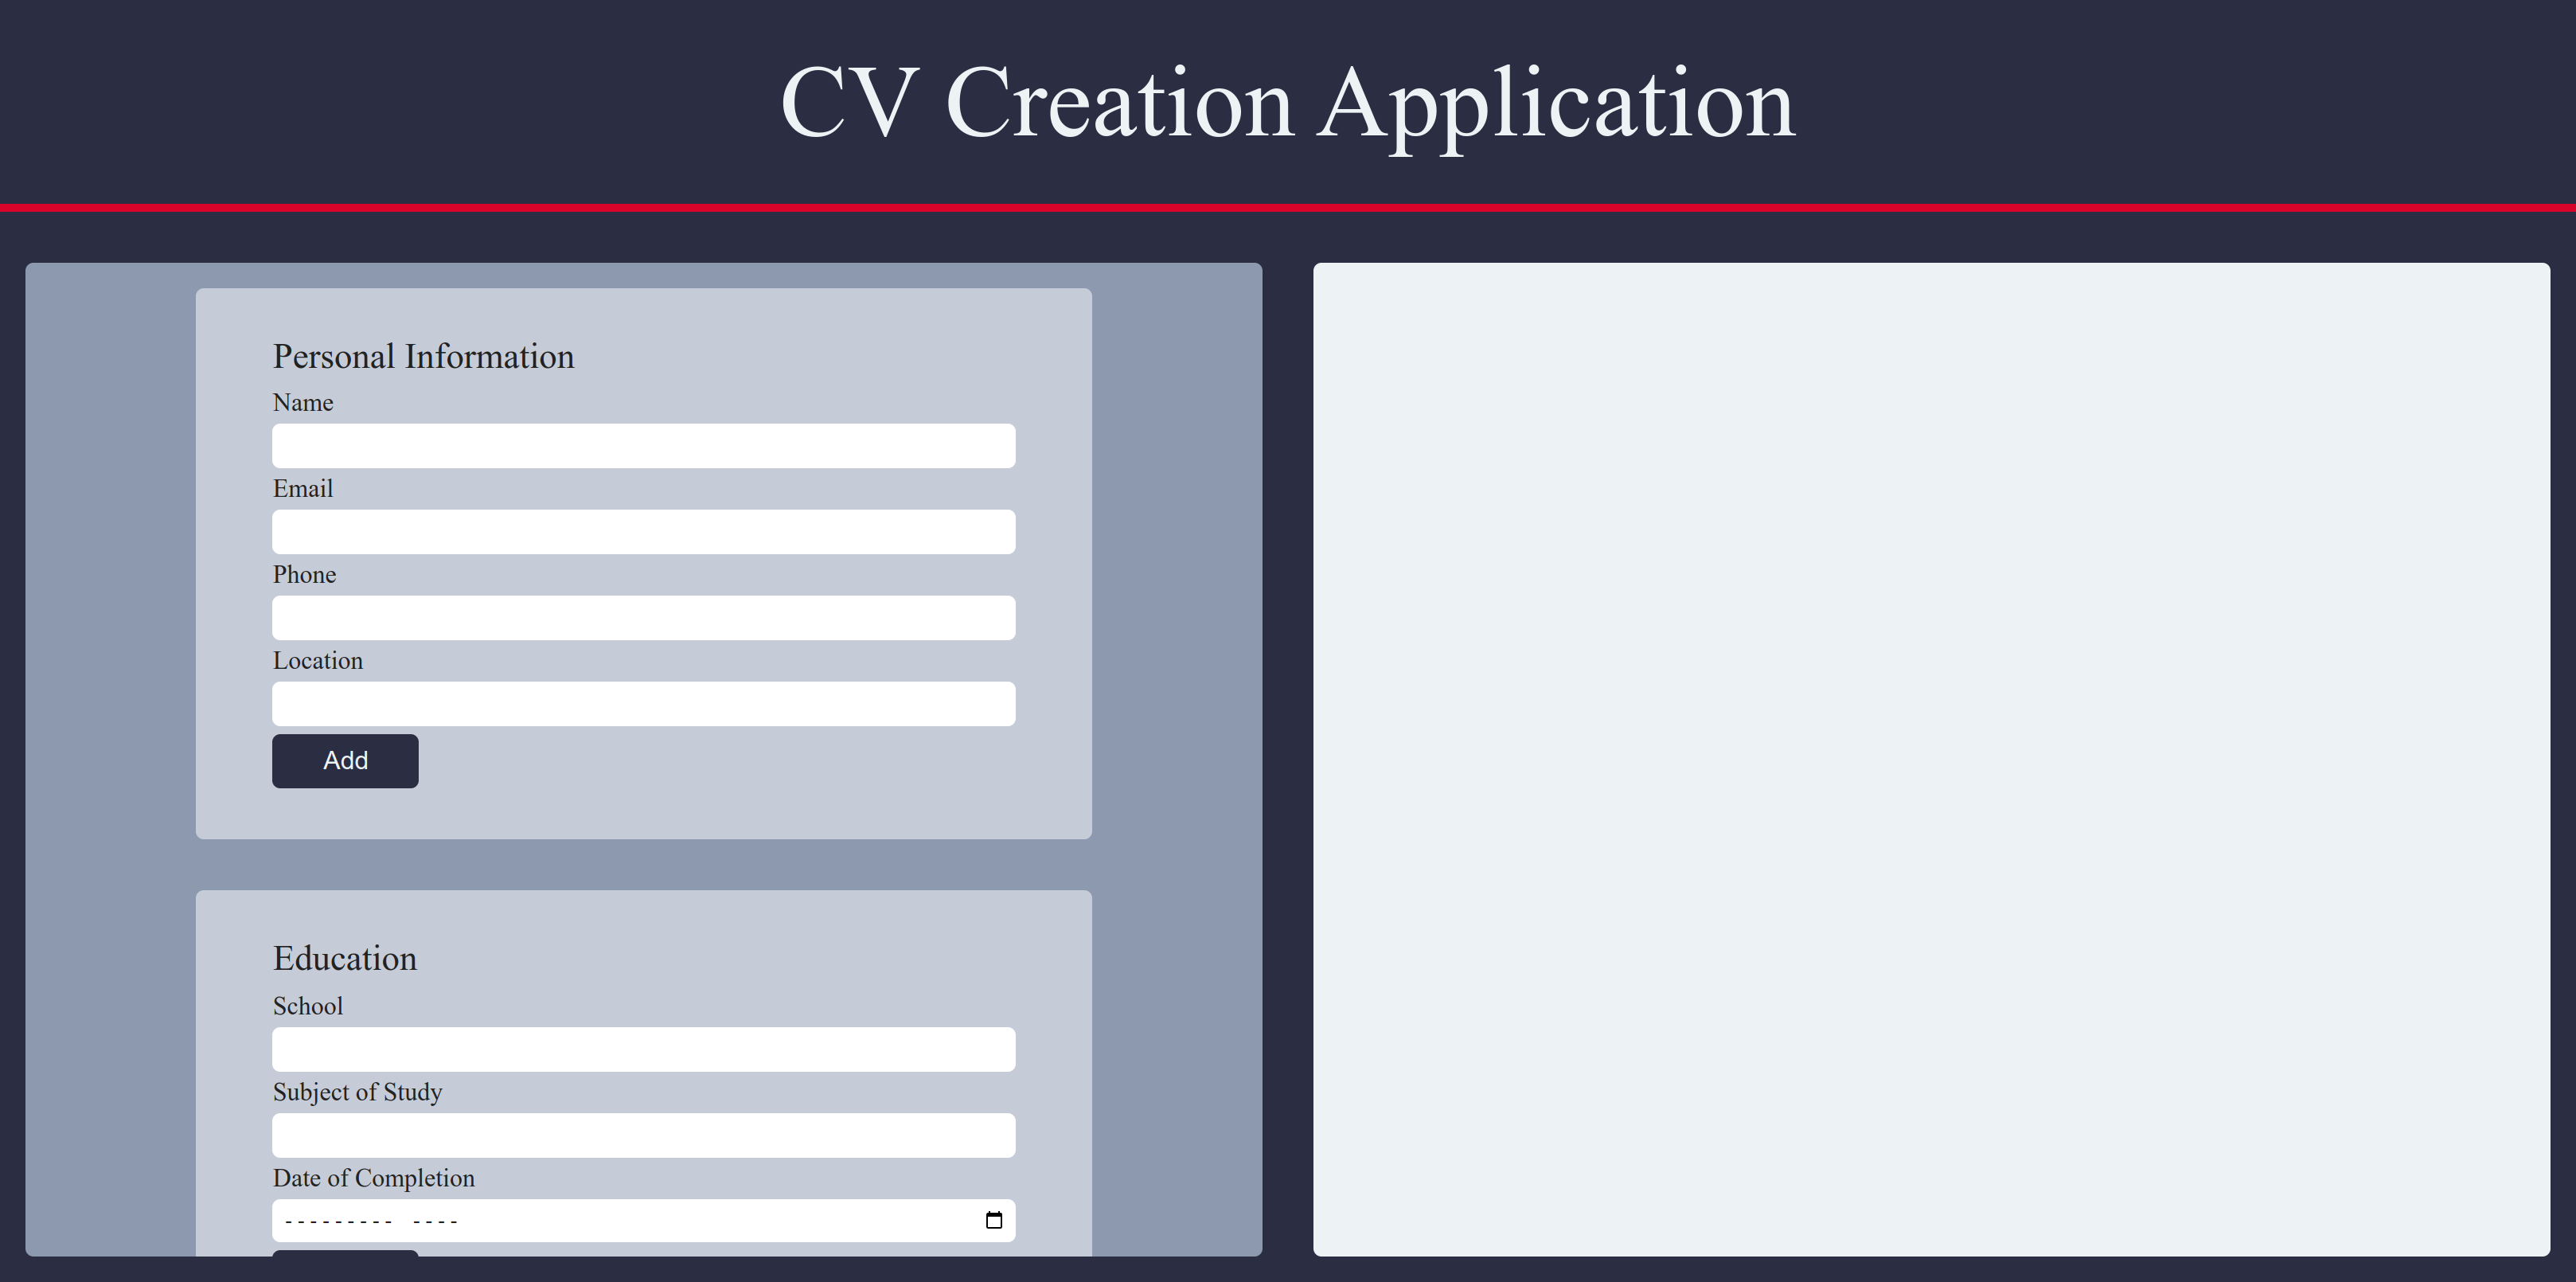 CV Creation Application
Personal Information
Name
Email
Phone
Location
Add
Education
School
Subject of Study
Date of Completion
--------- ----